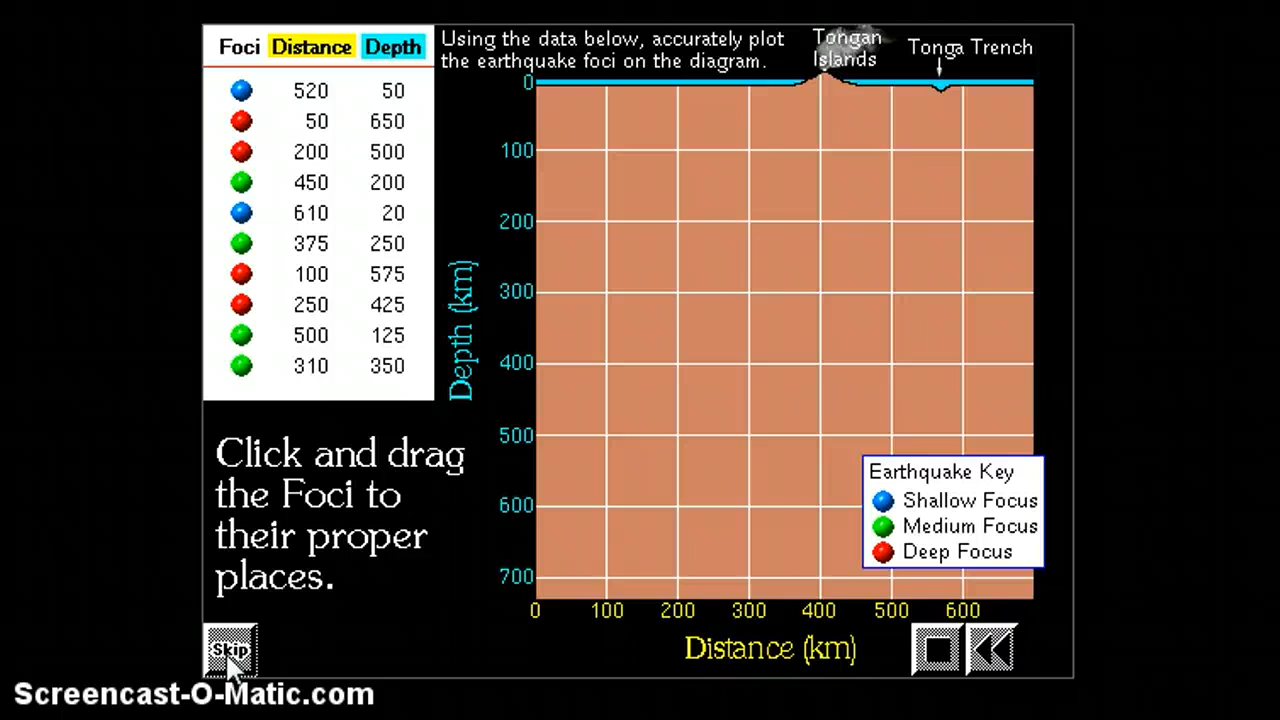 Foci Distance Depth
520 50
50 650
200 500
450 200
610 20
375 250
100 575
250 425
500 125
310 350
Using the data below, accurately plot
the earthquake foci on the diagram.
Tongan
Islands
Tonga Trench
0
100
200
300
400
500
600
700
Depth (km)
0 100 200 300 400 500 600
Distance (km)
Earthquake Key
Shallow Focus
Medium Focus
Deep Focus
Click and drag
the Foci to
their proper
places.
Skip
Screencast-O-Matic.com